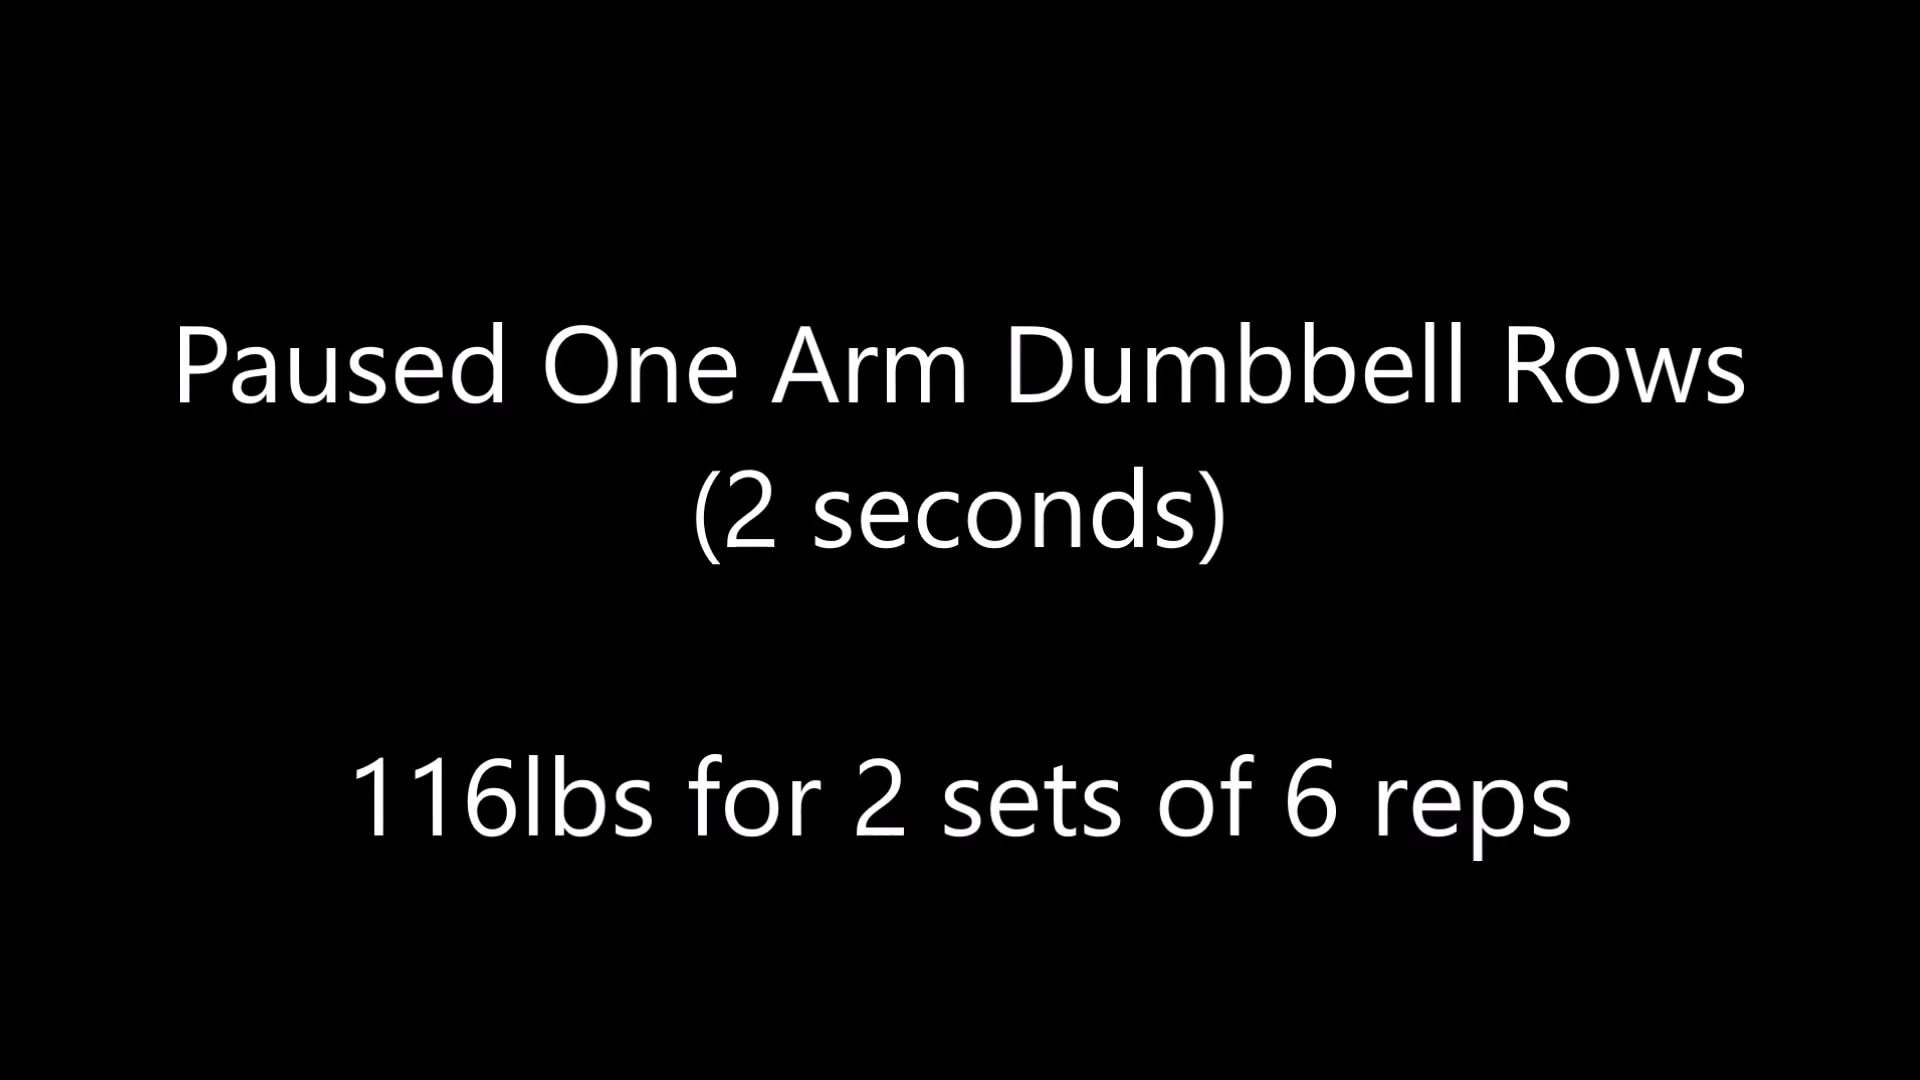 Paused One Arm Dumbbell Rows
(2 seconds)
116lbs for 2 sets of 6 reps